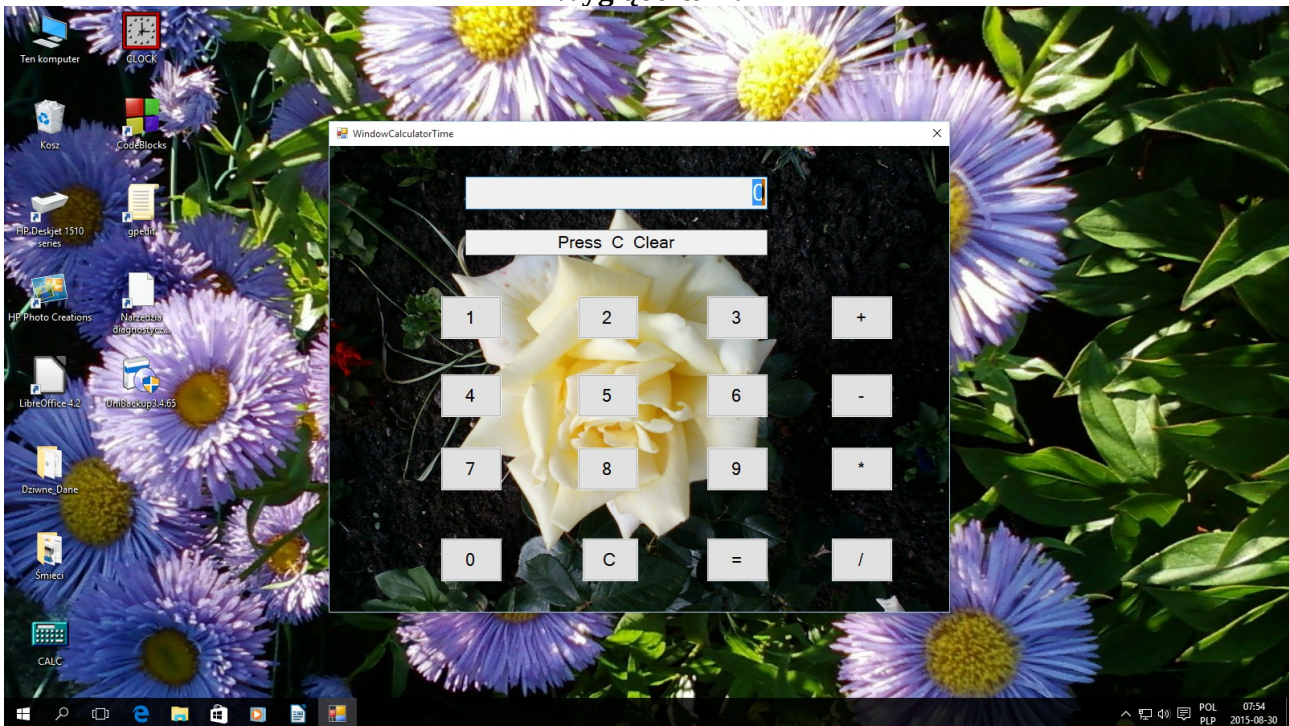 Ten komputer
CLOCK
Kosz
CodeBlocks
HP Deskjet 1510
series
gpedit
HP Photo Creations
Narzędzia
diagnostycz...
LibreOffice 4.2
UniBackup3.4.65
Dziwne_Dane
Śmieci
CALC
WindowCalculatorTime
0
Press C Clear
1 2 3 +
4 5 6 -
7 8 9 *
0 C = /
POL 07:54
PLP 2015-08-30